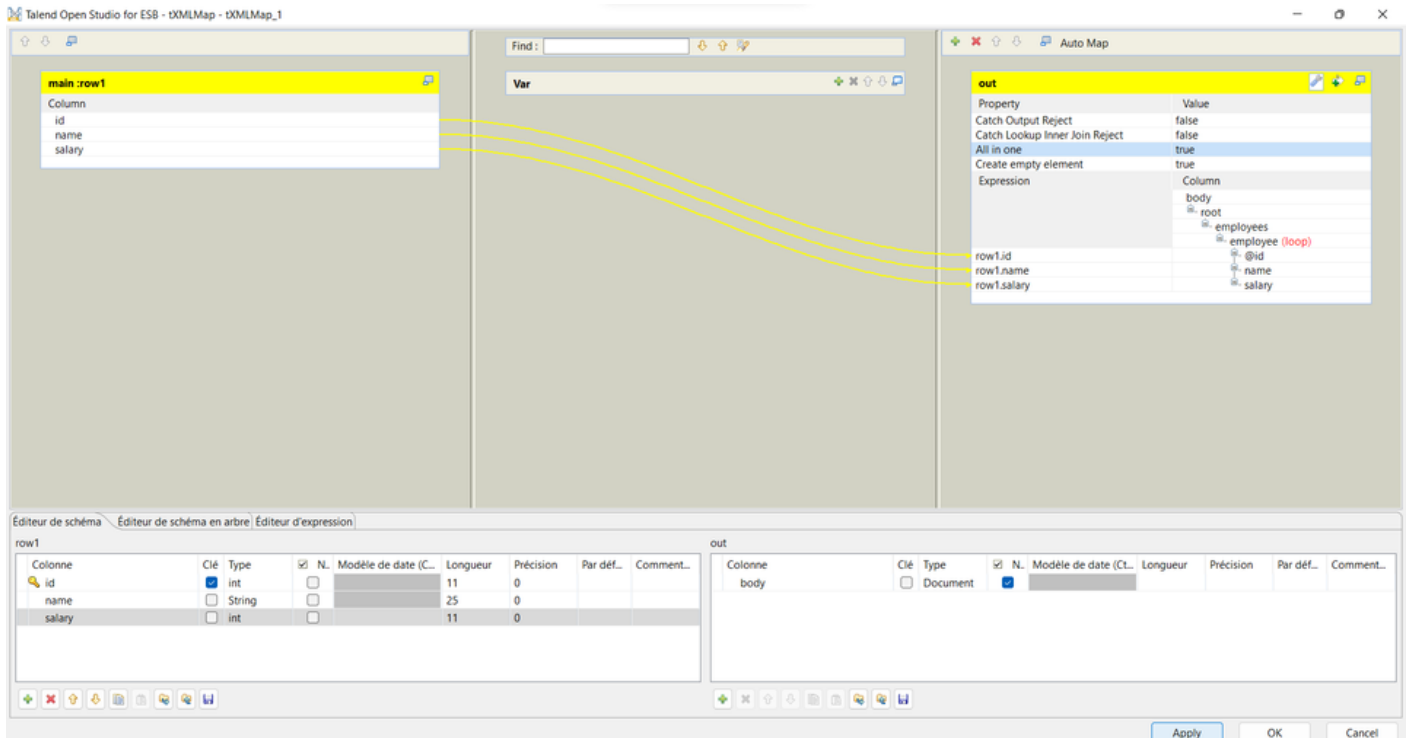 Talend Open Studio for ESB - tXMLMap - tXMLMap_1
Find :
Auto Map
main :row1
Column
id
name
salary
Var
out
Property Value
Catch Output Reject false
Catch Lookup Inner Join Reject false
All in one true
Create empty element true
Expression Column
body
root
employees
employee (loop)
row1.id @id
row1.name name
row1.salary salary
Éditeur de schéma Éditeur de schéma en arbre Éditeur d'expression
row1
Colonne Clé Type N.. Modèle de date (C... Longueur Précision Par déf... Comment...
id int 11 0
name String 25 0
salary int 11 0
out
Colonne Clé Type N.. Modèle de date (Ct... Longueur Précision Par déf... Comment...
body Document
Apply OK Cancel